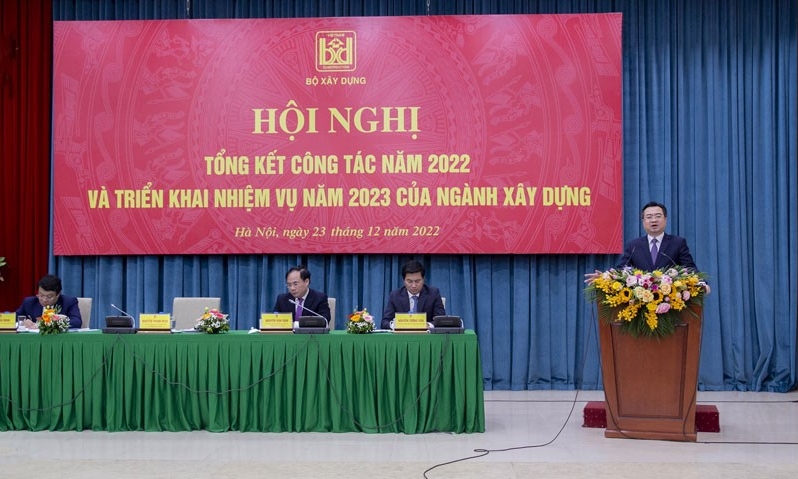 BỘ XÂY DỰNG
HỘI NGHỊ
TỔNG KẾT CÔNG TÁC NĂM 2022
VÀ TRIỂN KHAI NHIỆM VỤ NĂM 2023 CỦA NGÀNH XÂY DỰNG
Hà Nội, ngày 23 tháng 12 năm 2022